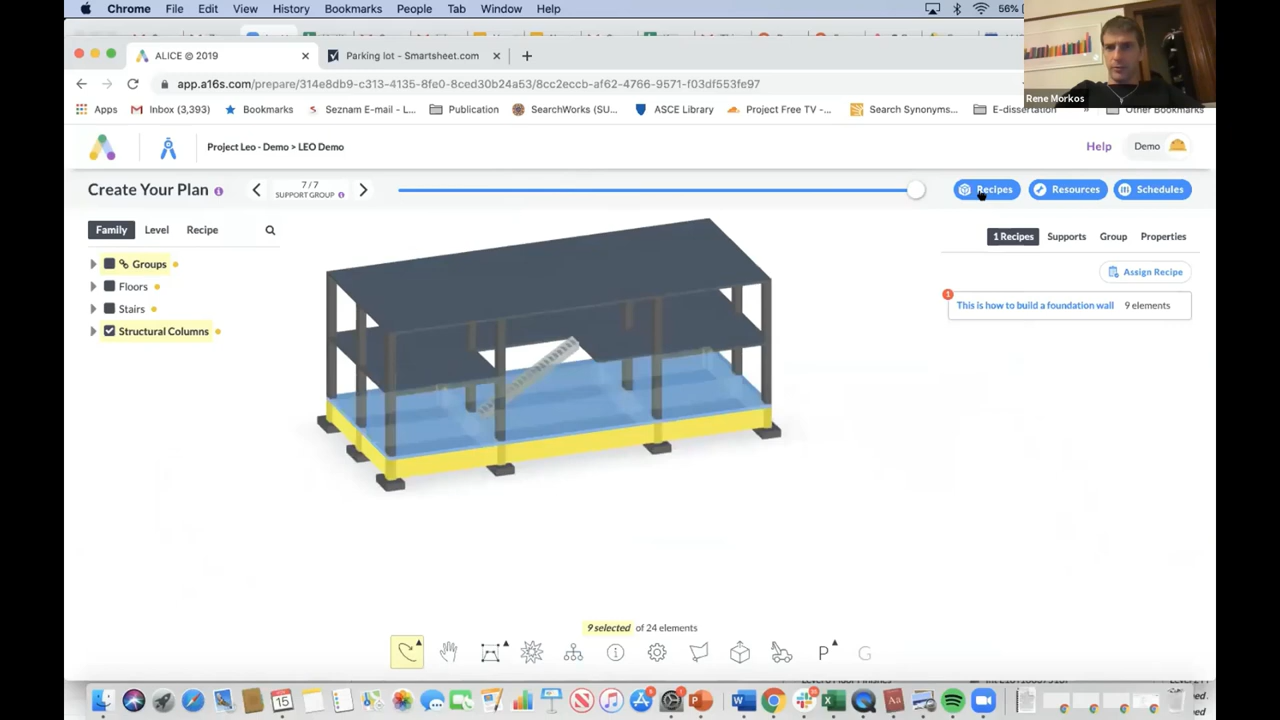 Chrome File Edit View History Bookmarks People Tab Window Help 56%
ALICE © 2019 Parking lot - Smartsheet.com
app.a16s.com/prepare/314e8db9-c313-4135-8fe0-8ced30b24a53/8cc2eccb-af62-4766-9571-f03df553fe97
Rene Morkos
Apps Inbox (3,393) Bookmarks Seznam E-mail - L... Publication SearchWorks (SU... ASCE Library Project Free TV -... Search Synonyms... E-dissertation Other Bookmarks
Project Leo - Demo > LEO Demo Help Demo
Create Your Plan 7/7 Recipes Resources Schedules
SUPPORT GROUP
Family Level Recipe 1 Recipes Supports Group Properties
Groups
Assign Recipe
Floors
1
Stairs This is how to build a foundation wall 9 elements
Structural Columns
9 selected of 24 elements
P G
15